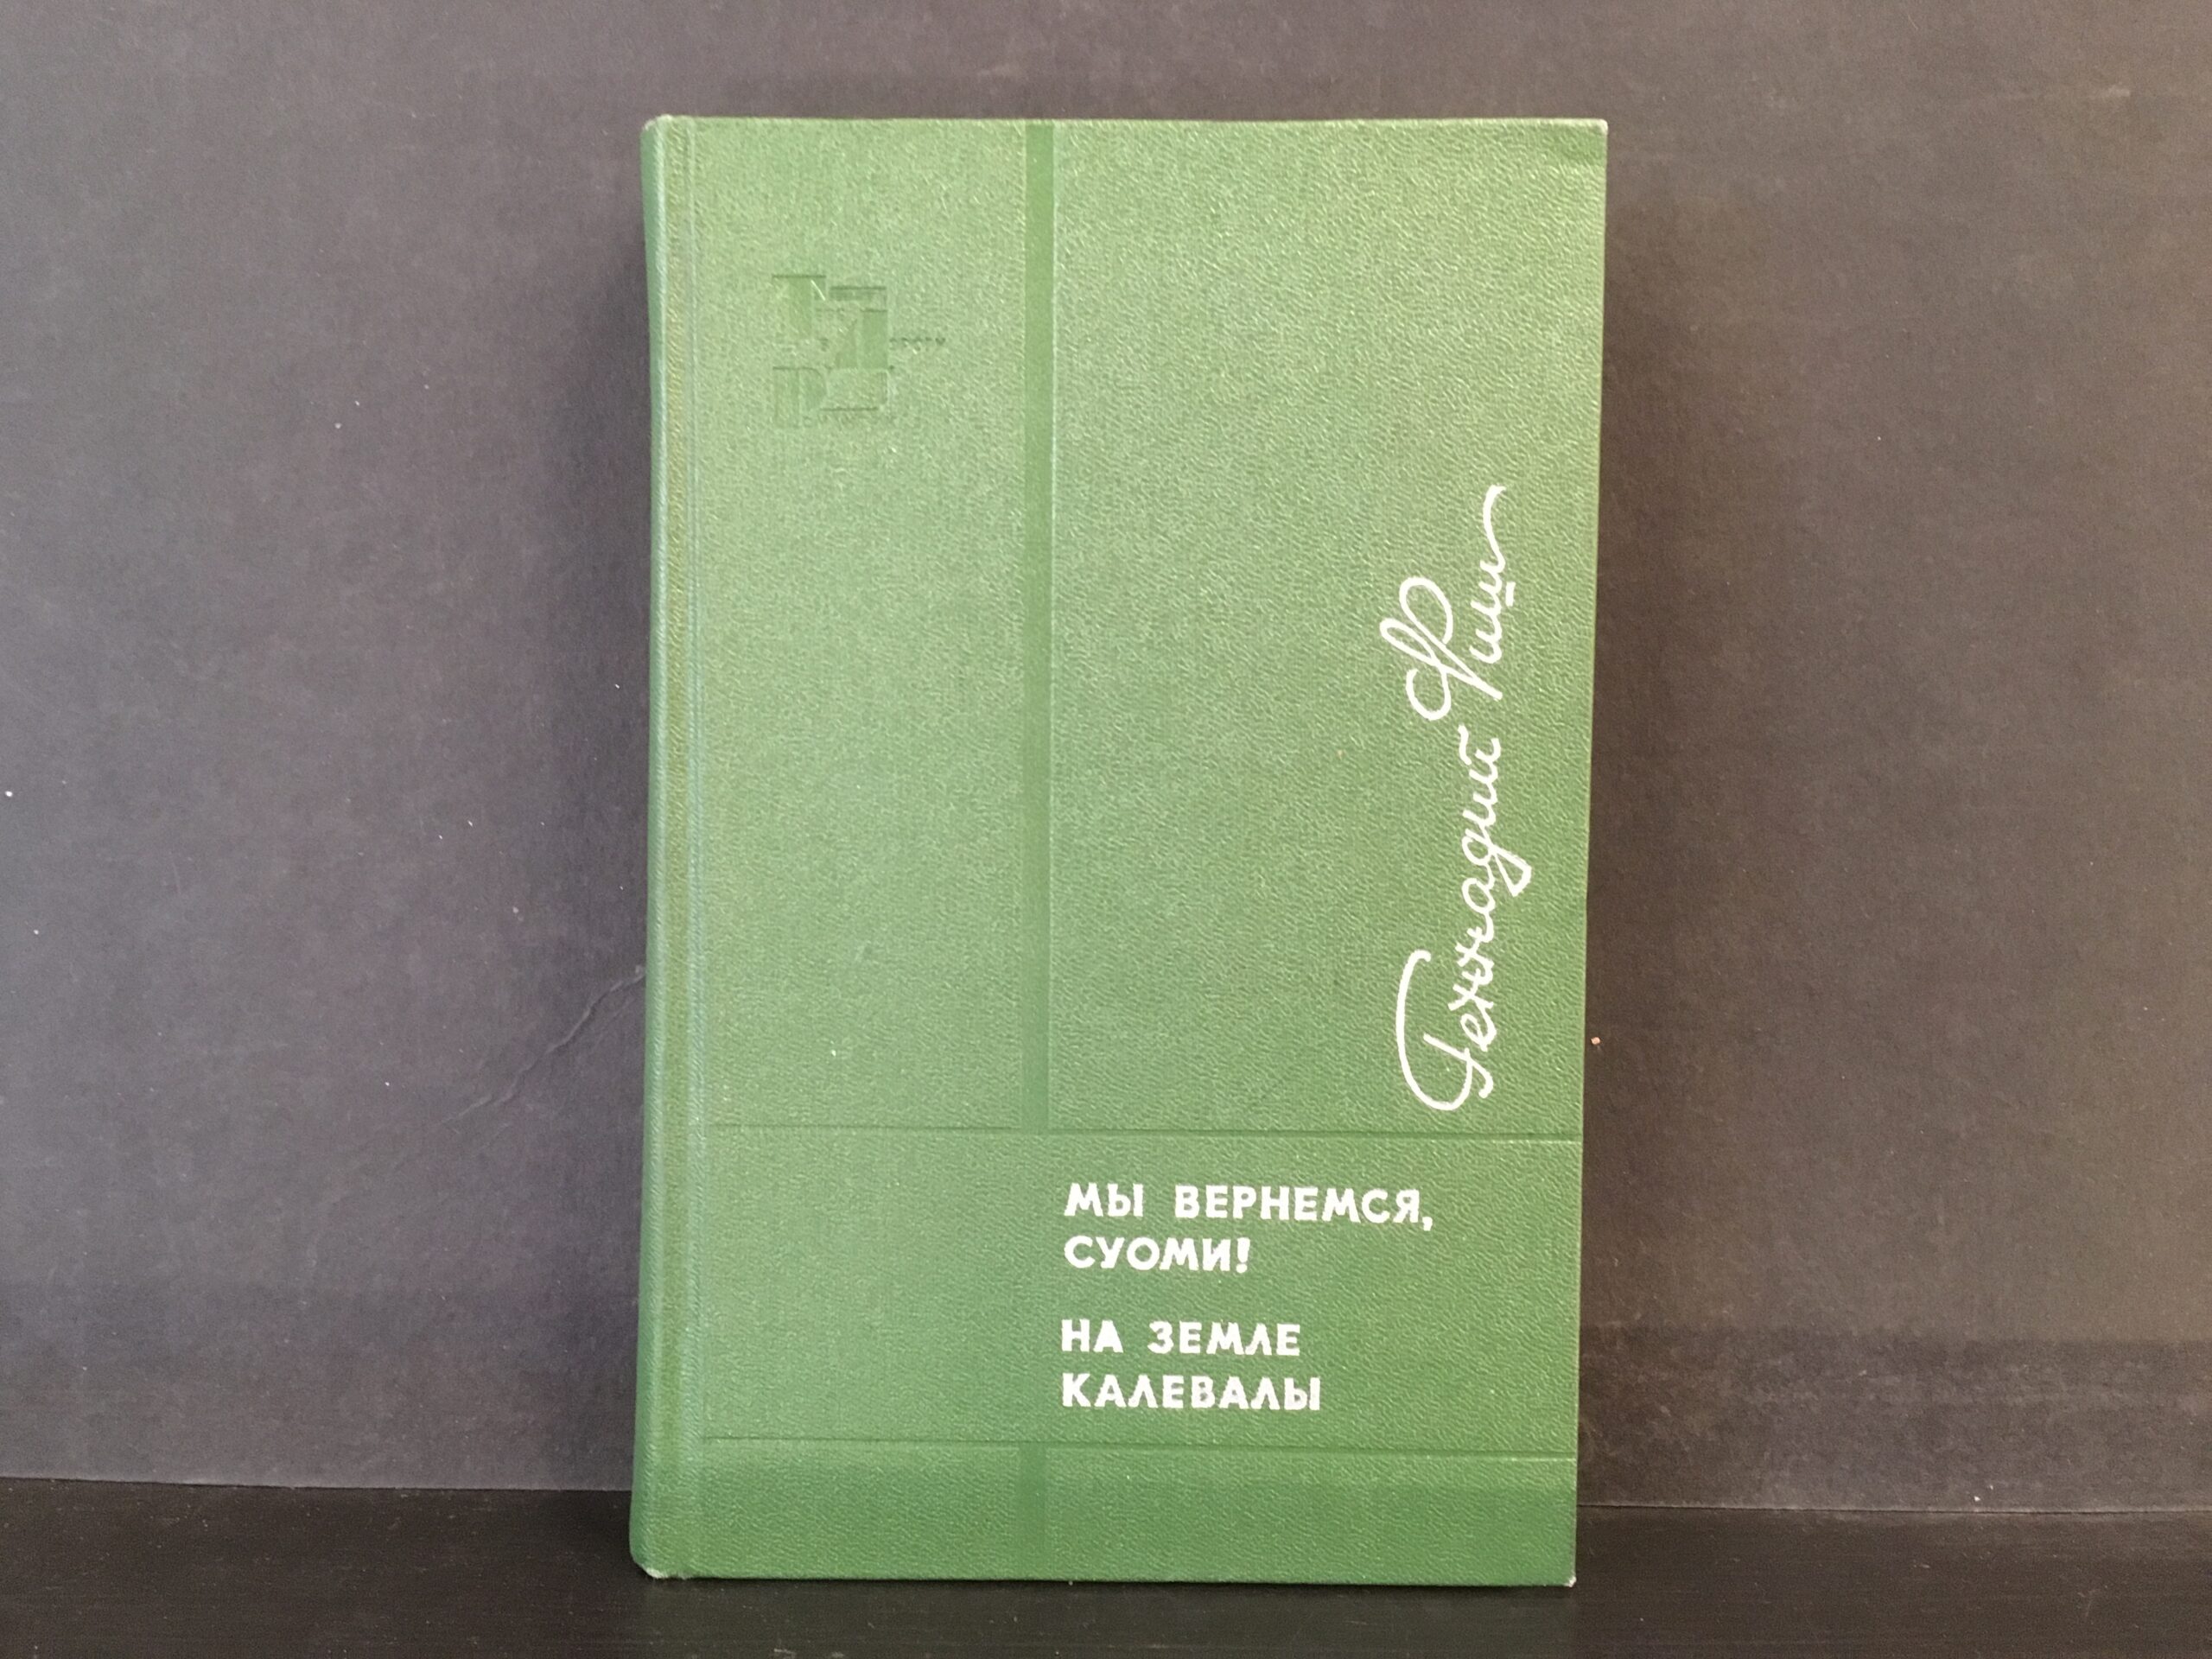 Геннадий Фиш
МЫ ВЕРНЕМСЯ,
СУОМИ!
НА ЗЕМЛЕ
КАЛЕВАЛЫ